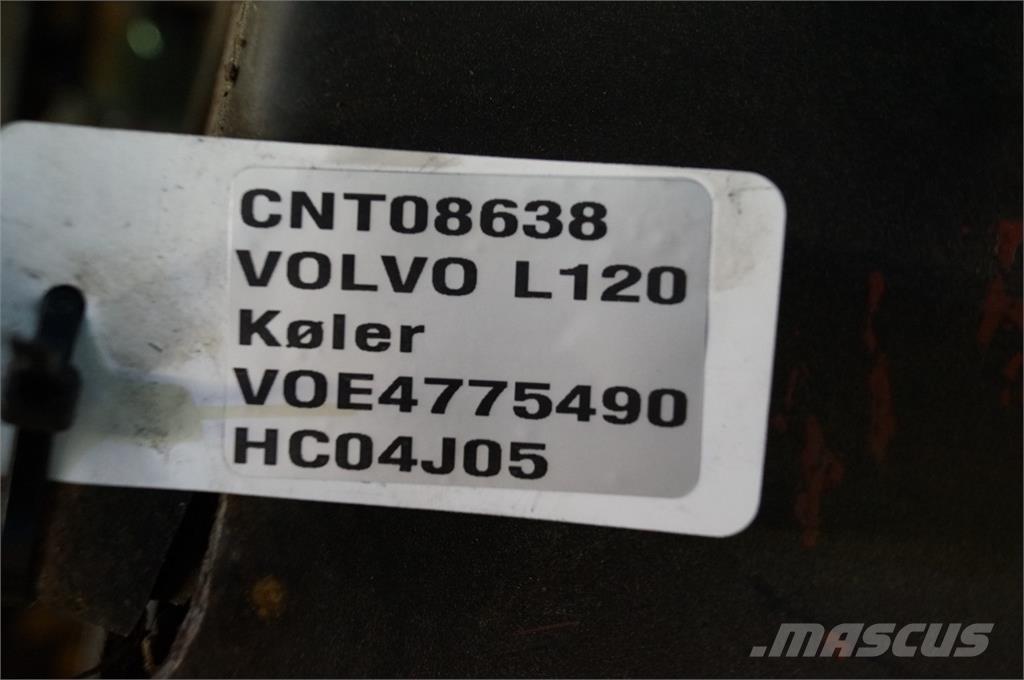 CNT08638
VOLVO L120
Køler
VOE4775490
HC04J05
.MASCUS